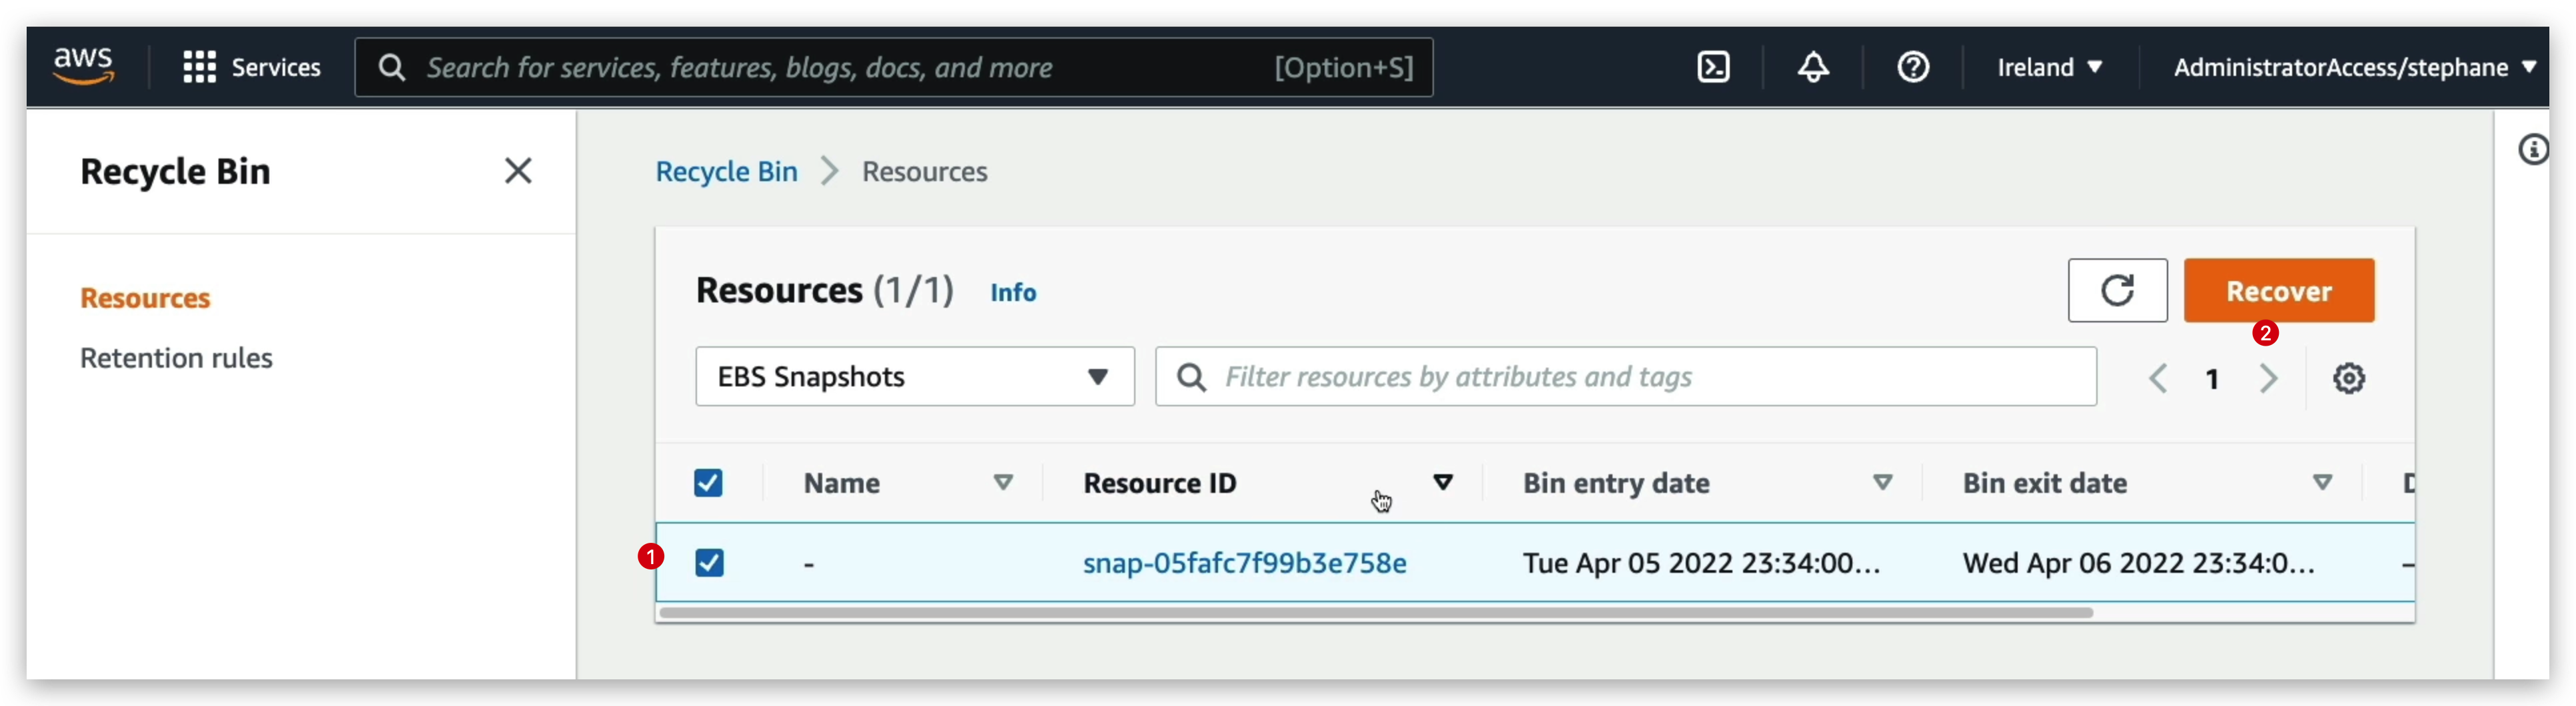 aws Services Search for services, features, blogs, docs, and more [Option+S] Ireland AdministratorAccess/stephane
Recycle Bin
Resources
Retention rules
Recycle Bin Resources
Resources (1/1) Info Recover
2
EBS Snapshots Filter resources by attributes and tags 1
Name Resource ID Bin entry date Bin exit date
1 - snap-05fafc7f99b3e758e Tue Apr 05 2022 23:34:00... Wed Apr 06 2022 23:34:0... –